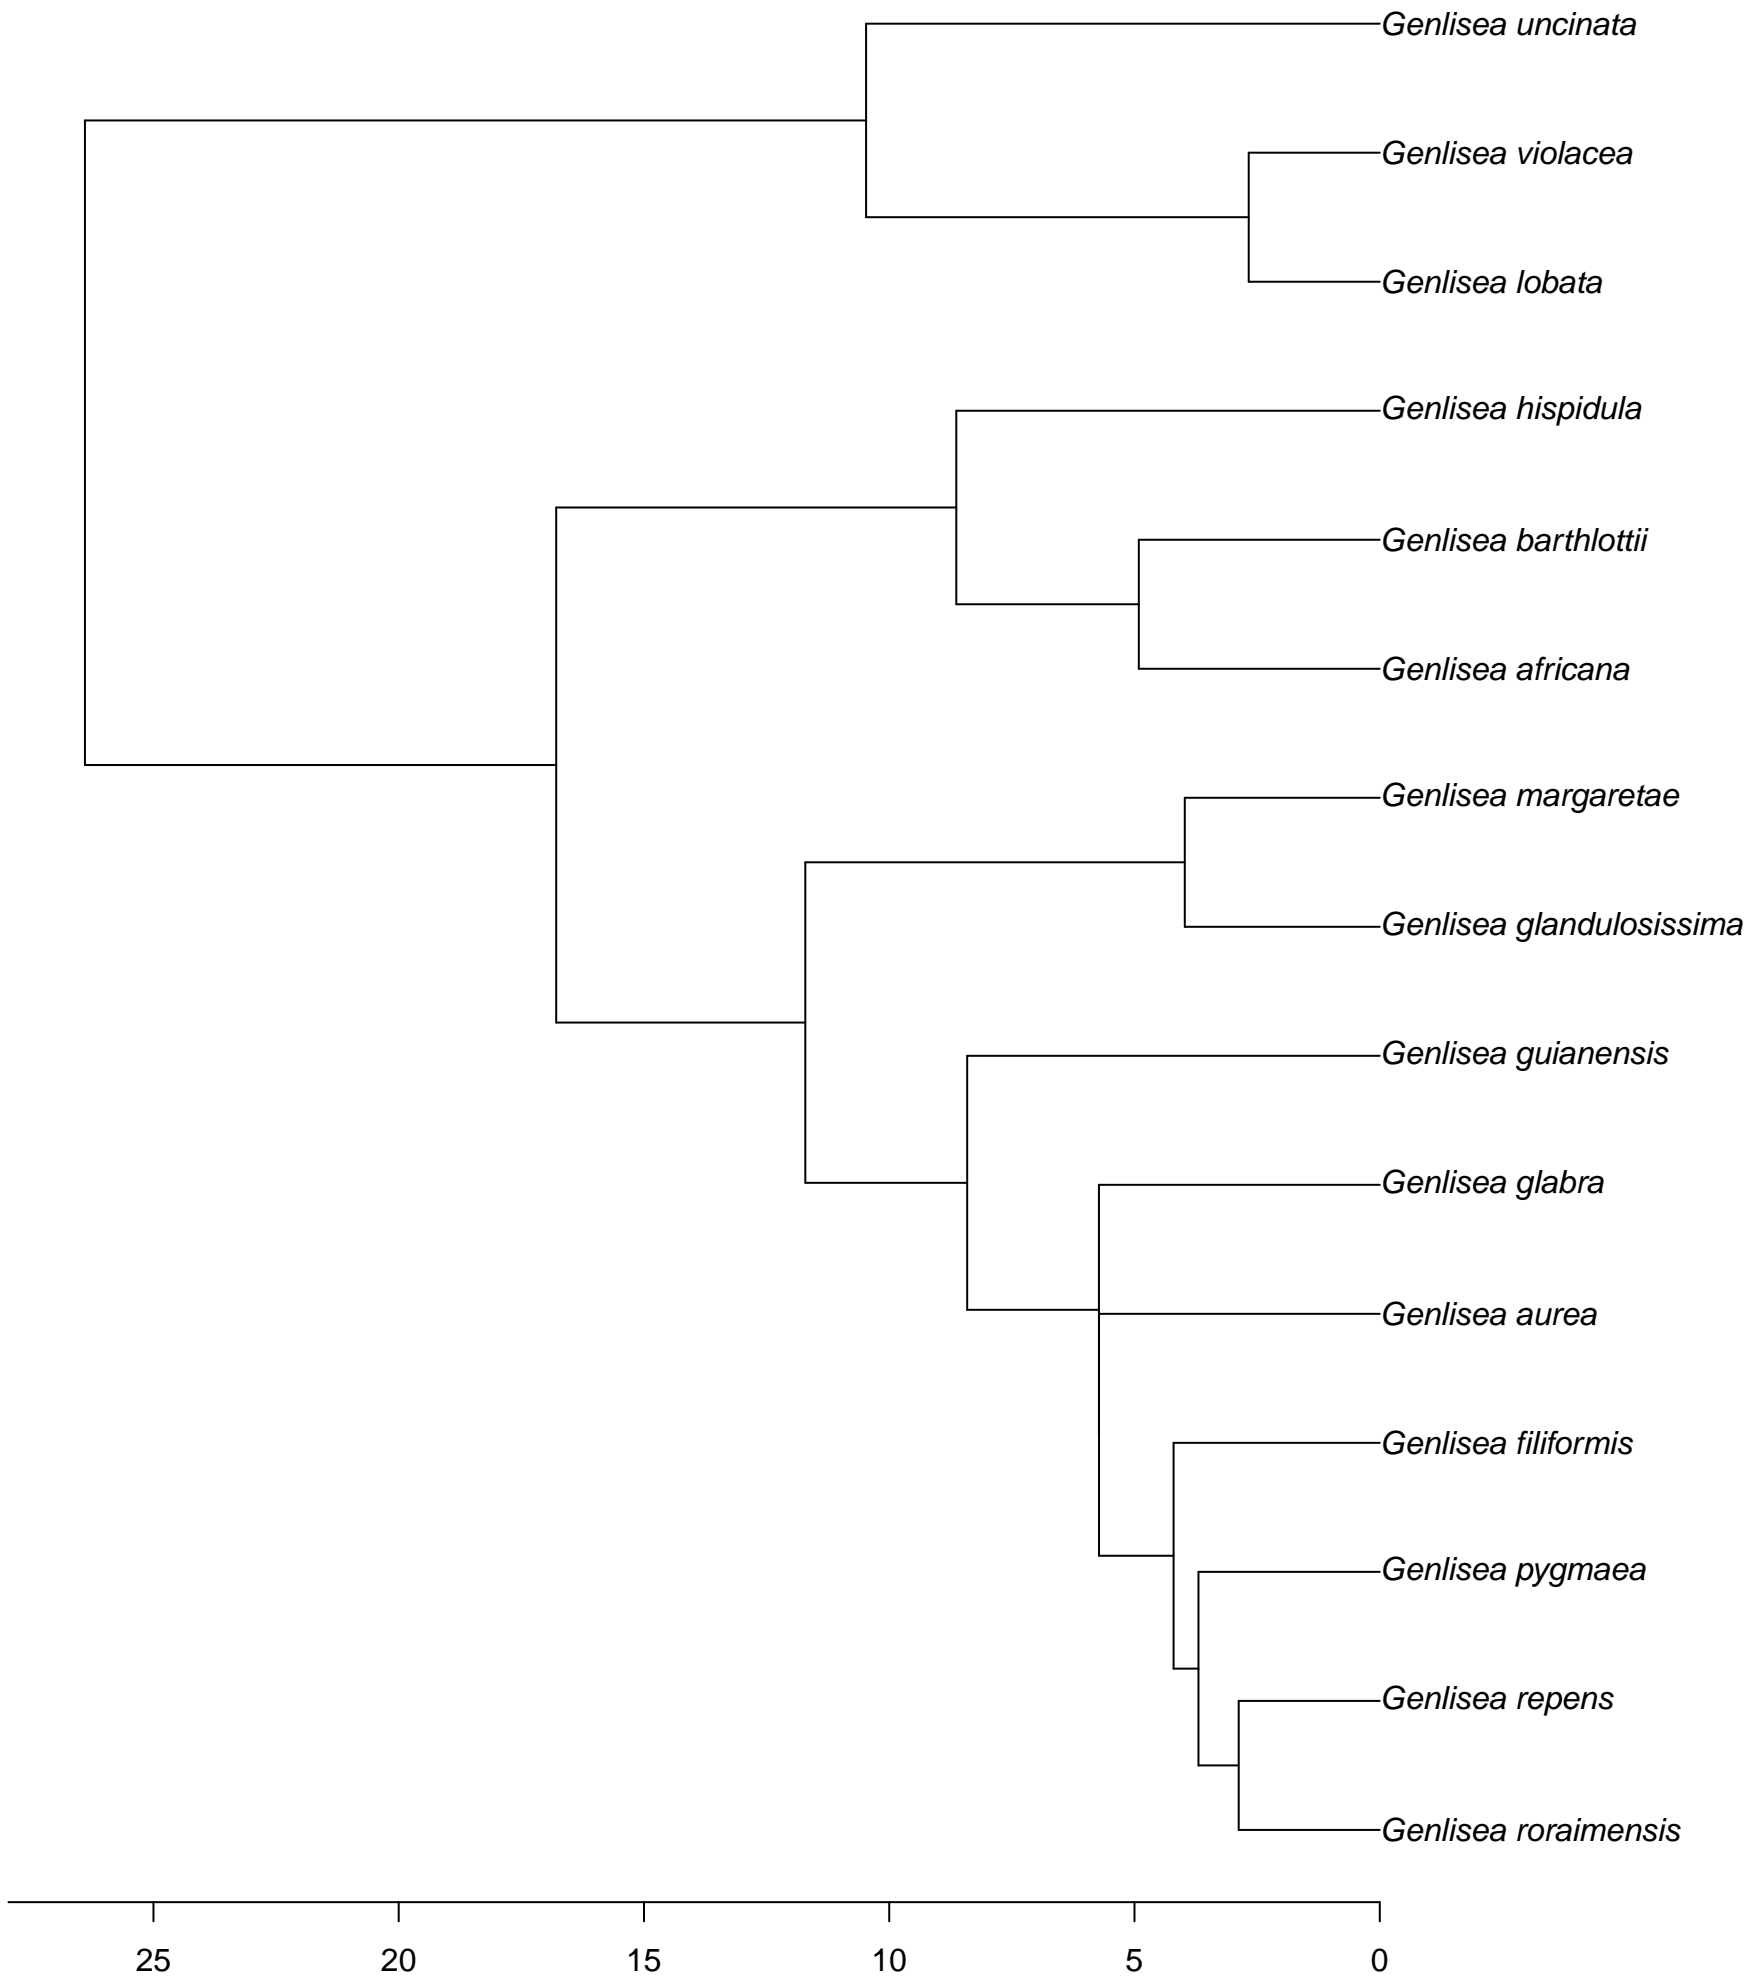 Genlisea uncinata
Genlisea violacea
Genlisea lobata
Genlisea hispidula
Genlisea barthlottii
Genlisea africana
Genlisea margaretae
Genlisea glandulosissima
Genlisea guianensis
Genlisea glabra
Genlisea aurea
Genlisea filiformis
Genlisea pygmaea
Genlisea repens
Genlisea roraimensis
25 20 15 10 5 0